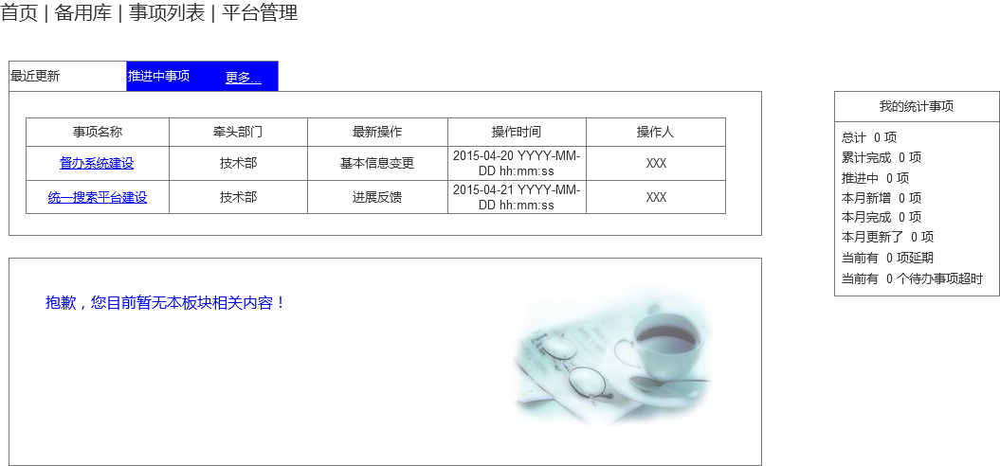 首页 | 备用库 | 事项列表 | 平台管理
最近更新 推进中事项 更多...
事项名称 牵头部门 最新操作 操作时间 操作人
督办系统建设 技术部 基本信息变更 2015-04-20 YYYY-MM-DD hh:mm:ss XXX
统一搜索平台建设 技术部 进展反馈 2015-04-21 YYYY-MM-DD hh:mm:ss XXX
抱歉，您目前暂无本板块相关内容！
我的统计事项
总计 0 项
累计完成 0 项
推进中 0 项
本月新增 0 项
本月完成 0 项
本月更新了 0 项
当前有 0 项延期
当前有 0 个待办事项超时